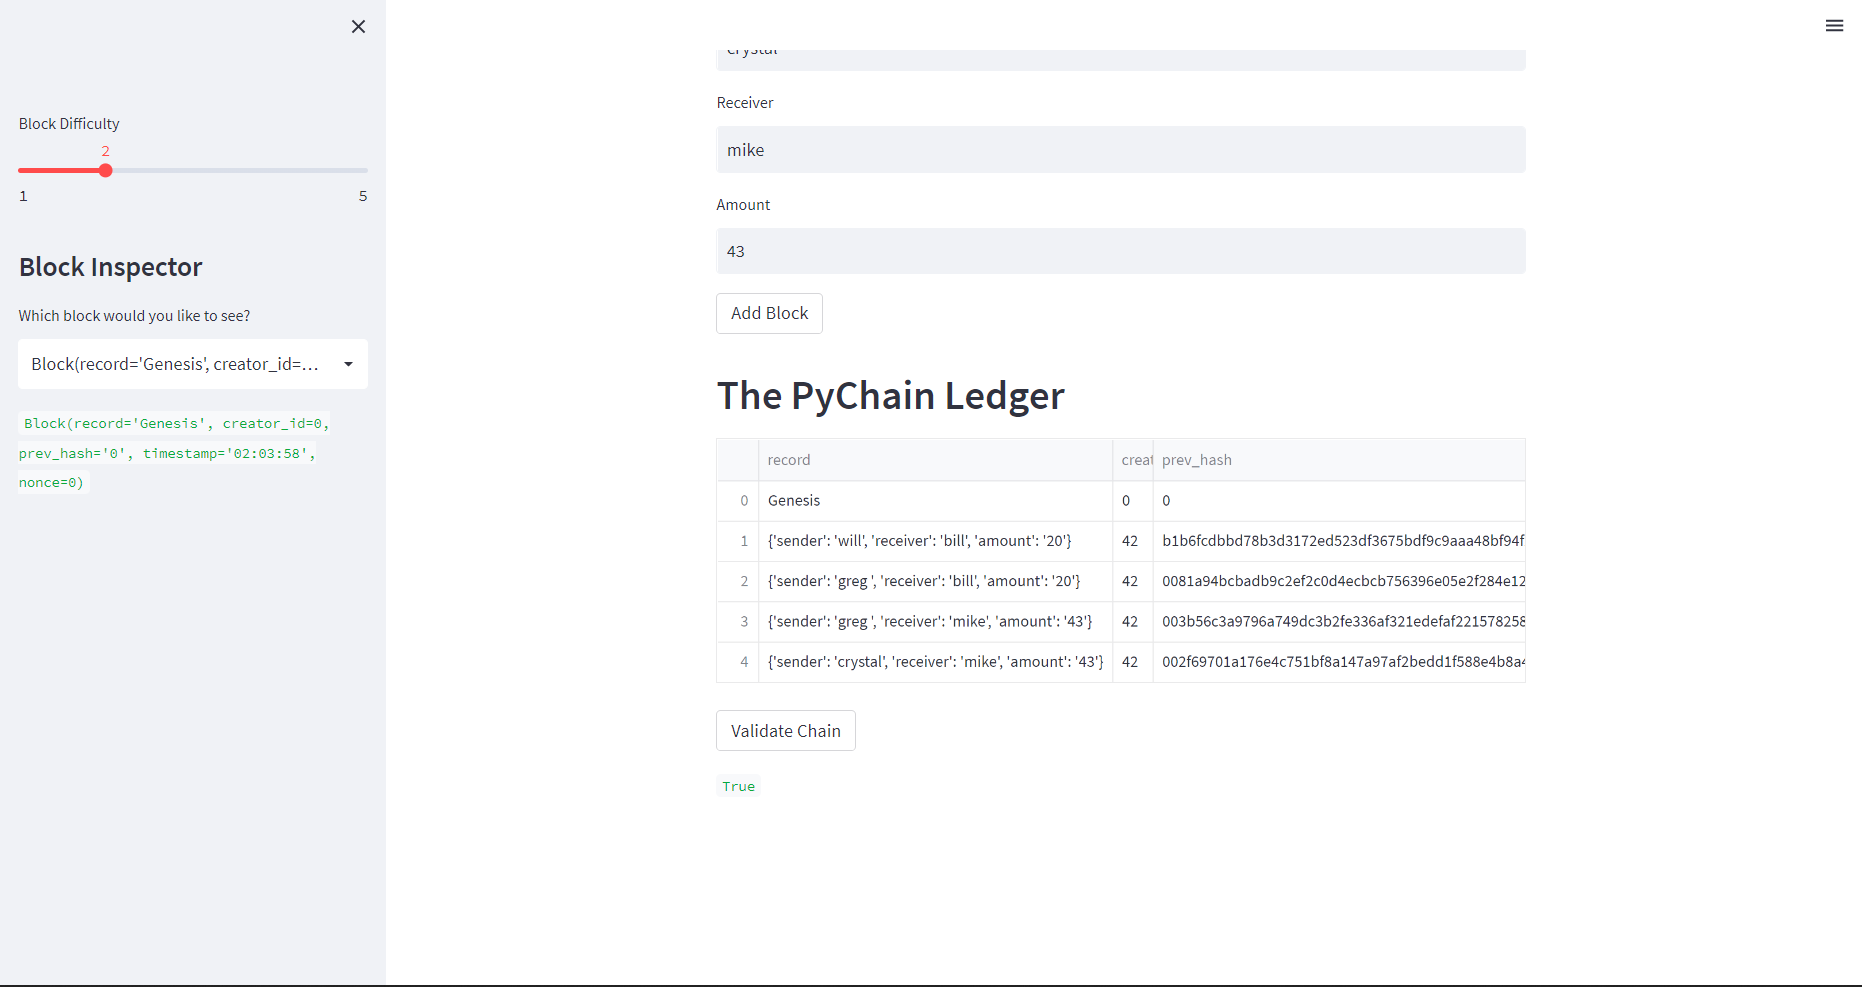 Block Difficulty
2
1 5
Block Inspector
Which block would you like to see?
Block(record='Genesis', creator_id=...
Block(record='Genesis', creator_id=0,
prev_hash='0', timestamp='02:03:58',
nonce=0)
crystal
Receiver
mike
Amount
43
Add Block
The PyChain Ledger
record creat prev_hash
0 Genesis 0 0
1 {'sender': 'will', 'receiver': 'bill', 'amount': '20'} 42 b1b6fcdbbd78b3d3172ed523df3675bdf9c9aaa48bf94f
2 {'sender': 'greg ', 'receiver': 'bill', 'amount': '20'} 42 0081a94bcbadb9c2ef2c0d4ecbcb756396e05e2f284e12
3 {'sender': 'greg ', 'receiver': 'mike', 'amount': '43'} 42 003b56c3a9796a749dc3b2fe336af321edefaf221578258
4 {'sender': 'crystal', 'receiver': 'mike', 'amount': '43'} 42 002f69701a176e4c751bf8a147a97af2bedd1f588e4b8a4
Validate Chain
True